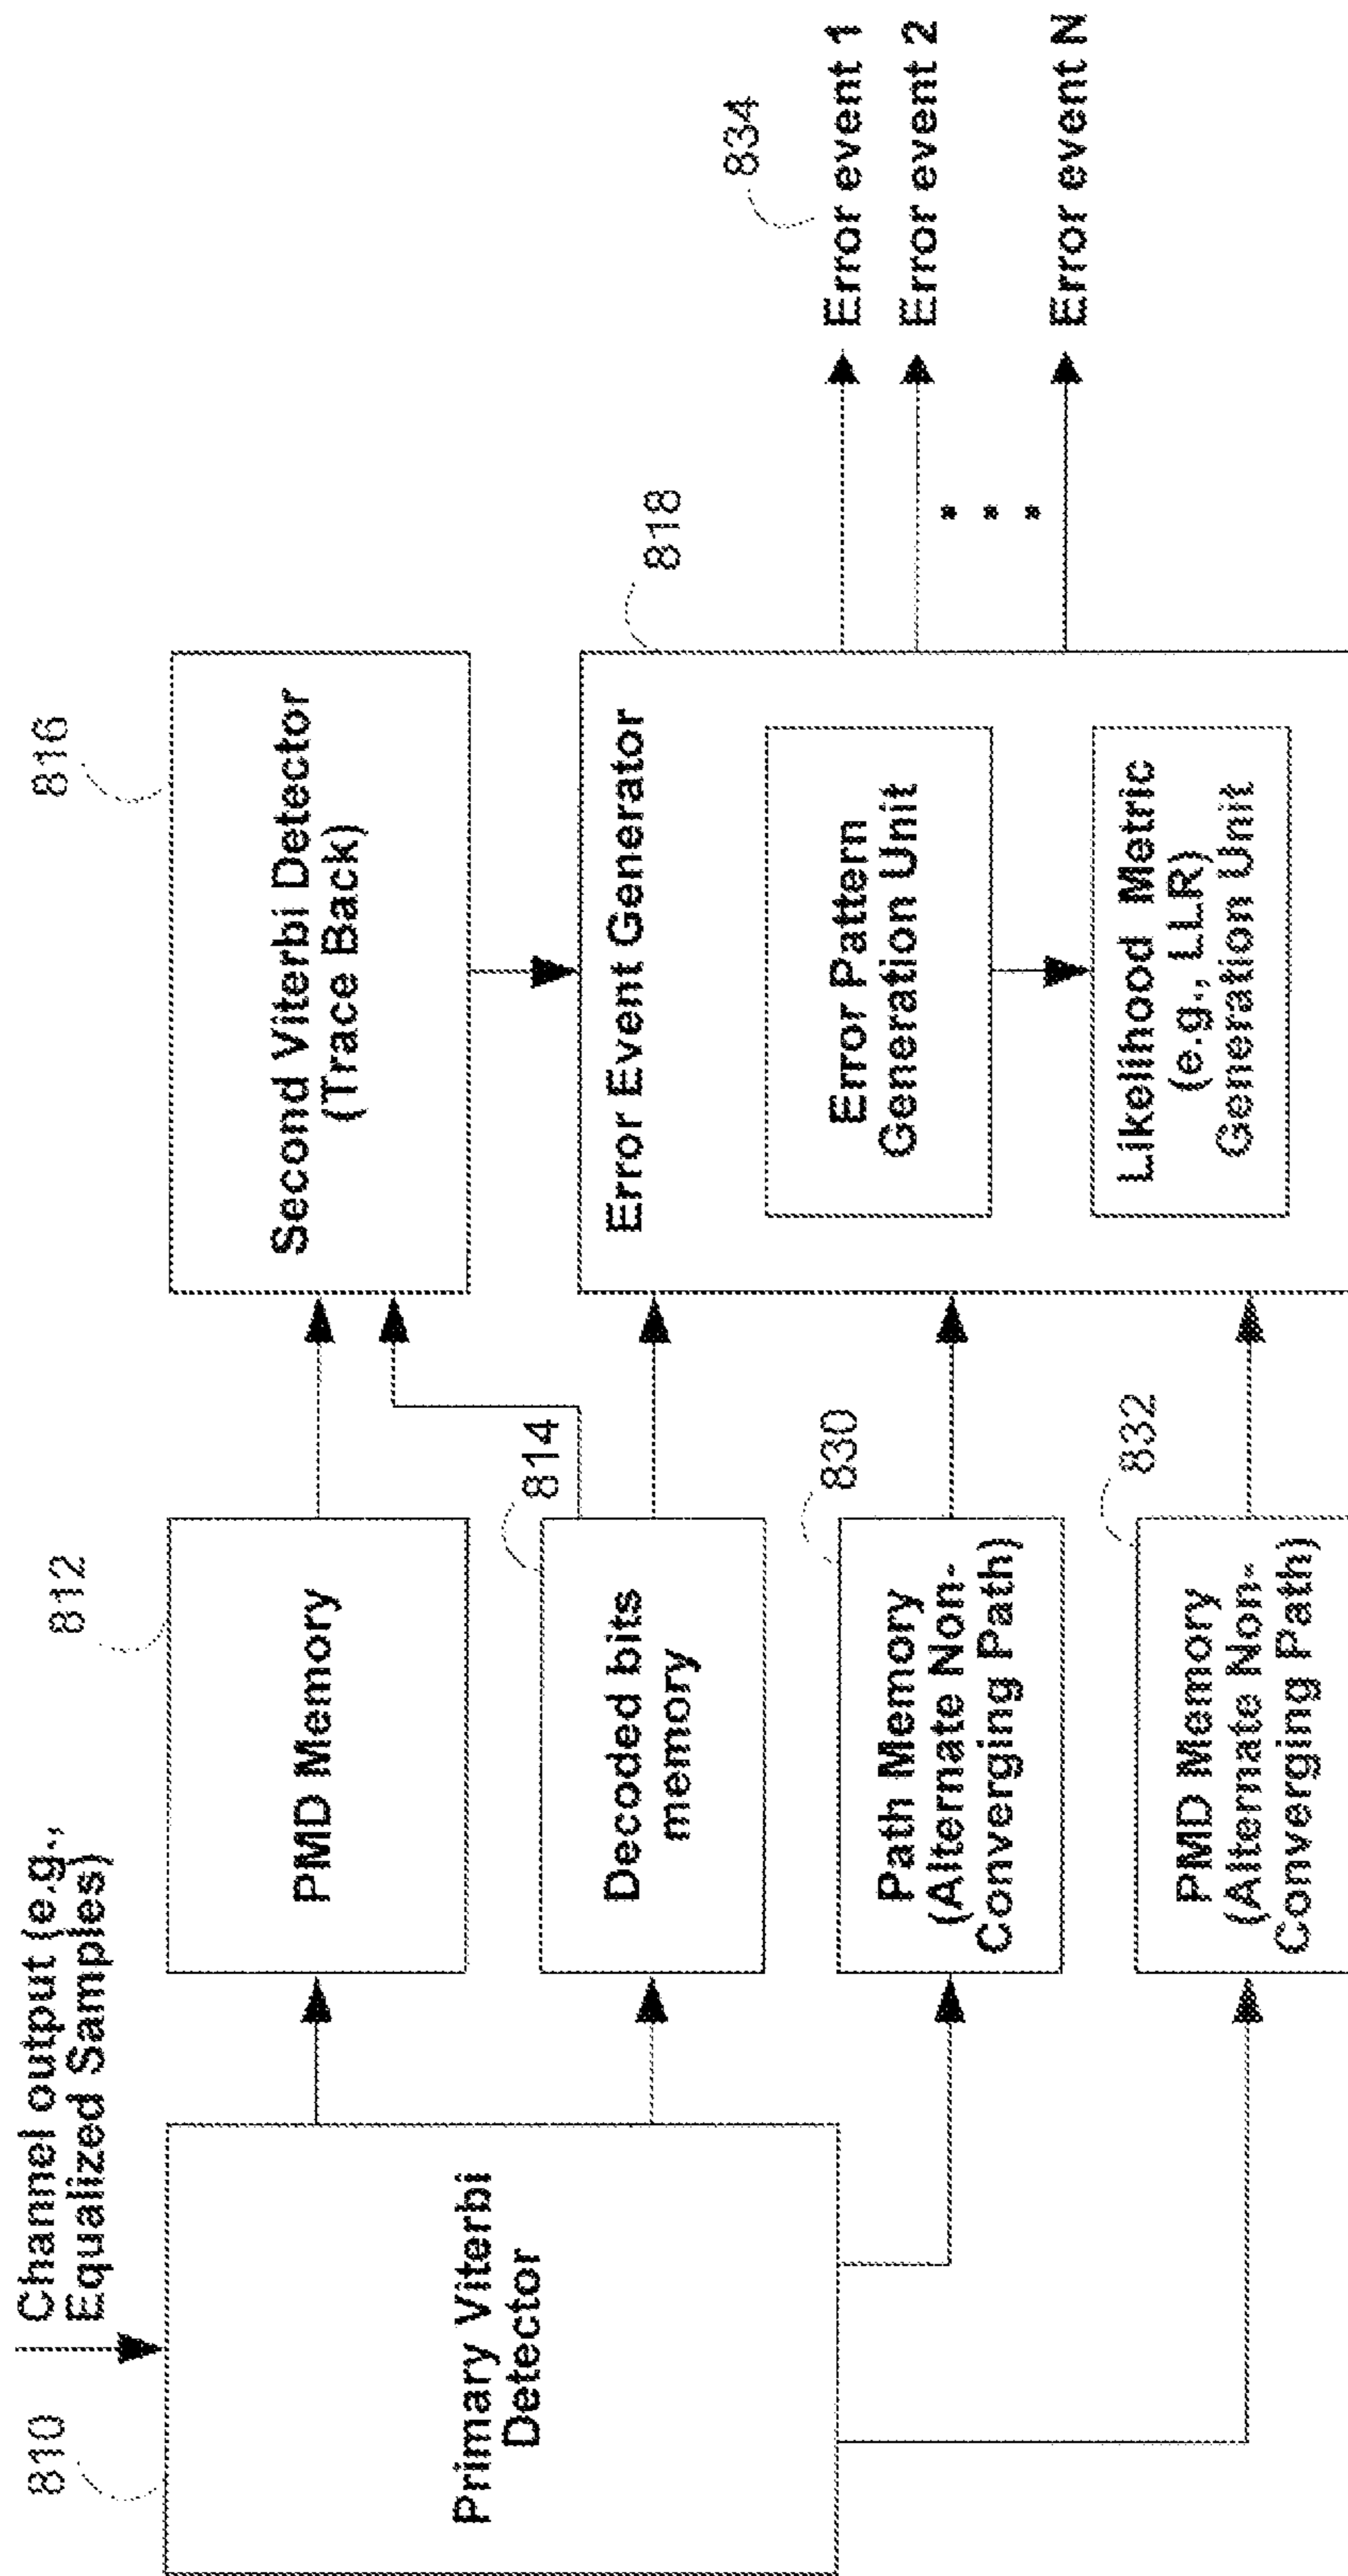 Channel output (e.g.,
Equalized Samples)
810
Primary Viterbi
Detector
812
PMD Memory
814
Decoded bits
memory
830
Path Memory
(Alternate Non-
Converging Path)
832
PMD Memory
(Alternate Non-
Converging Path)
816
Second Viterbi Detector
(Trace Back)
818
Error Event Generator
Error Pattern
Generation Unit
Likelihood Metric
(e.g., LLR)
Generation Unit
834
Error event 1
Error event 2
Error event N